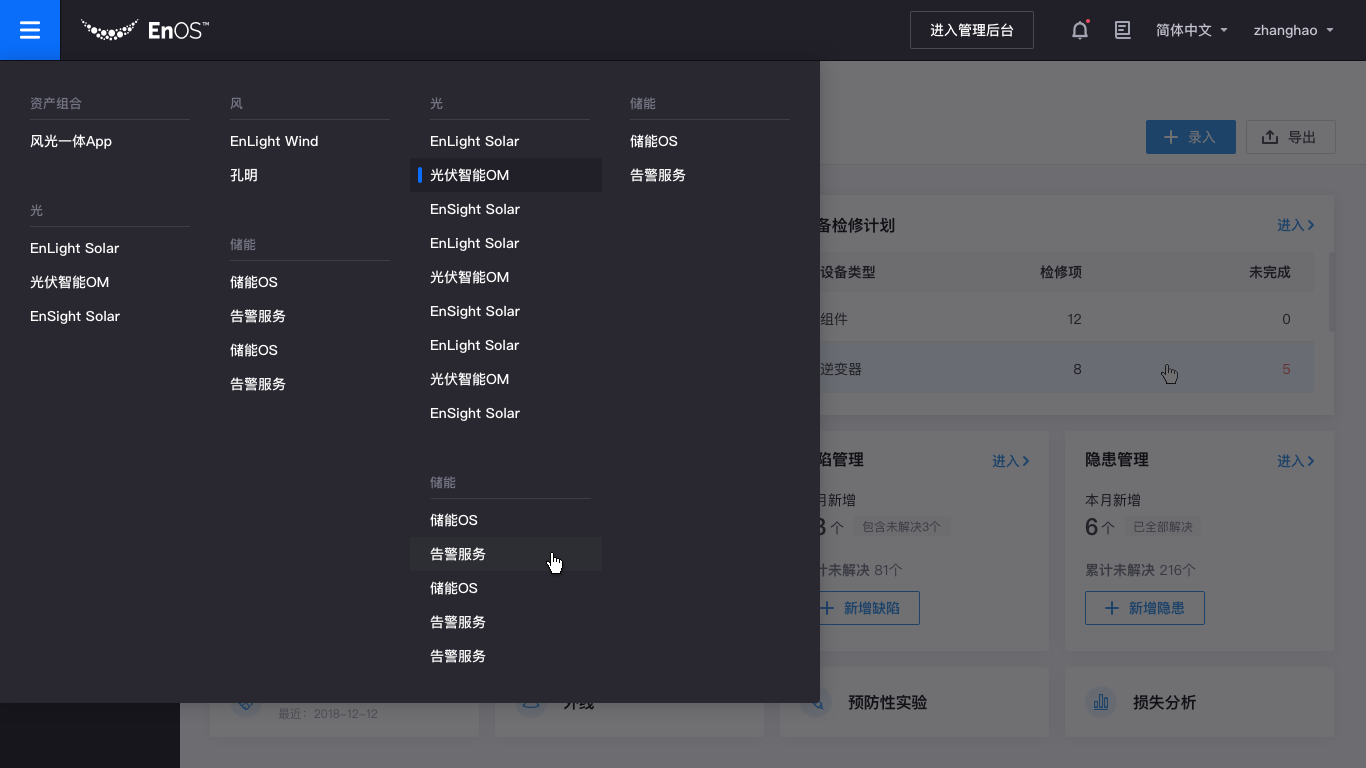 EnOS™
进入管理后台
简体中文
zhanghao
资产组合
风光一体App
光
EnLight Solar
光伏智能OM
EnSight Solar
风
EnLight Wind
孔明
储能
储能OS
告警服务
储能OS
告警服务
光
EnLight Solar
光伏智能OM
EnSight Solar
EnLight Solar
光伏智能OM
EnSight Solar
EnLight Solar
光伏智能OM
EnSight Solar
储能
储能OS
告警服务
储能OS
告警服务
告警服务
储能
储能OS
告警服务
录入
导出
备检修计划
进入
设备类型 检修项 未完成
组件 12 0
逆变器 8 5
陷管理
进入
月新增
3个 包含未解决3个
计未解决 81个
新增缺陷
隐患管理
进入
本月新增
6个 已全部解决
累计未解决 216个
新增隐患
最近：2018-12-12
外线
预防性实验
损失分析